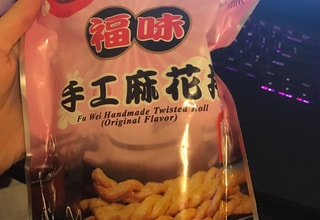 福味
手工麻花
Fu Wei Handmade Twisted Roll
(Original Flavor)